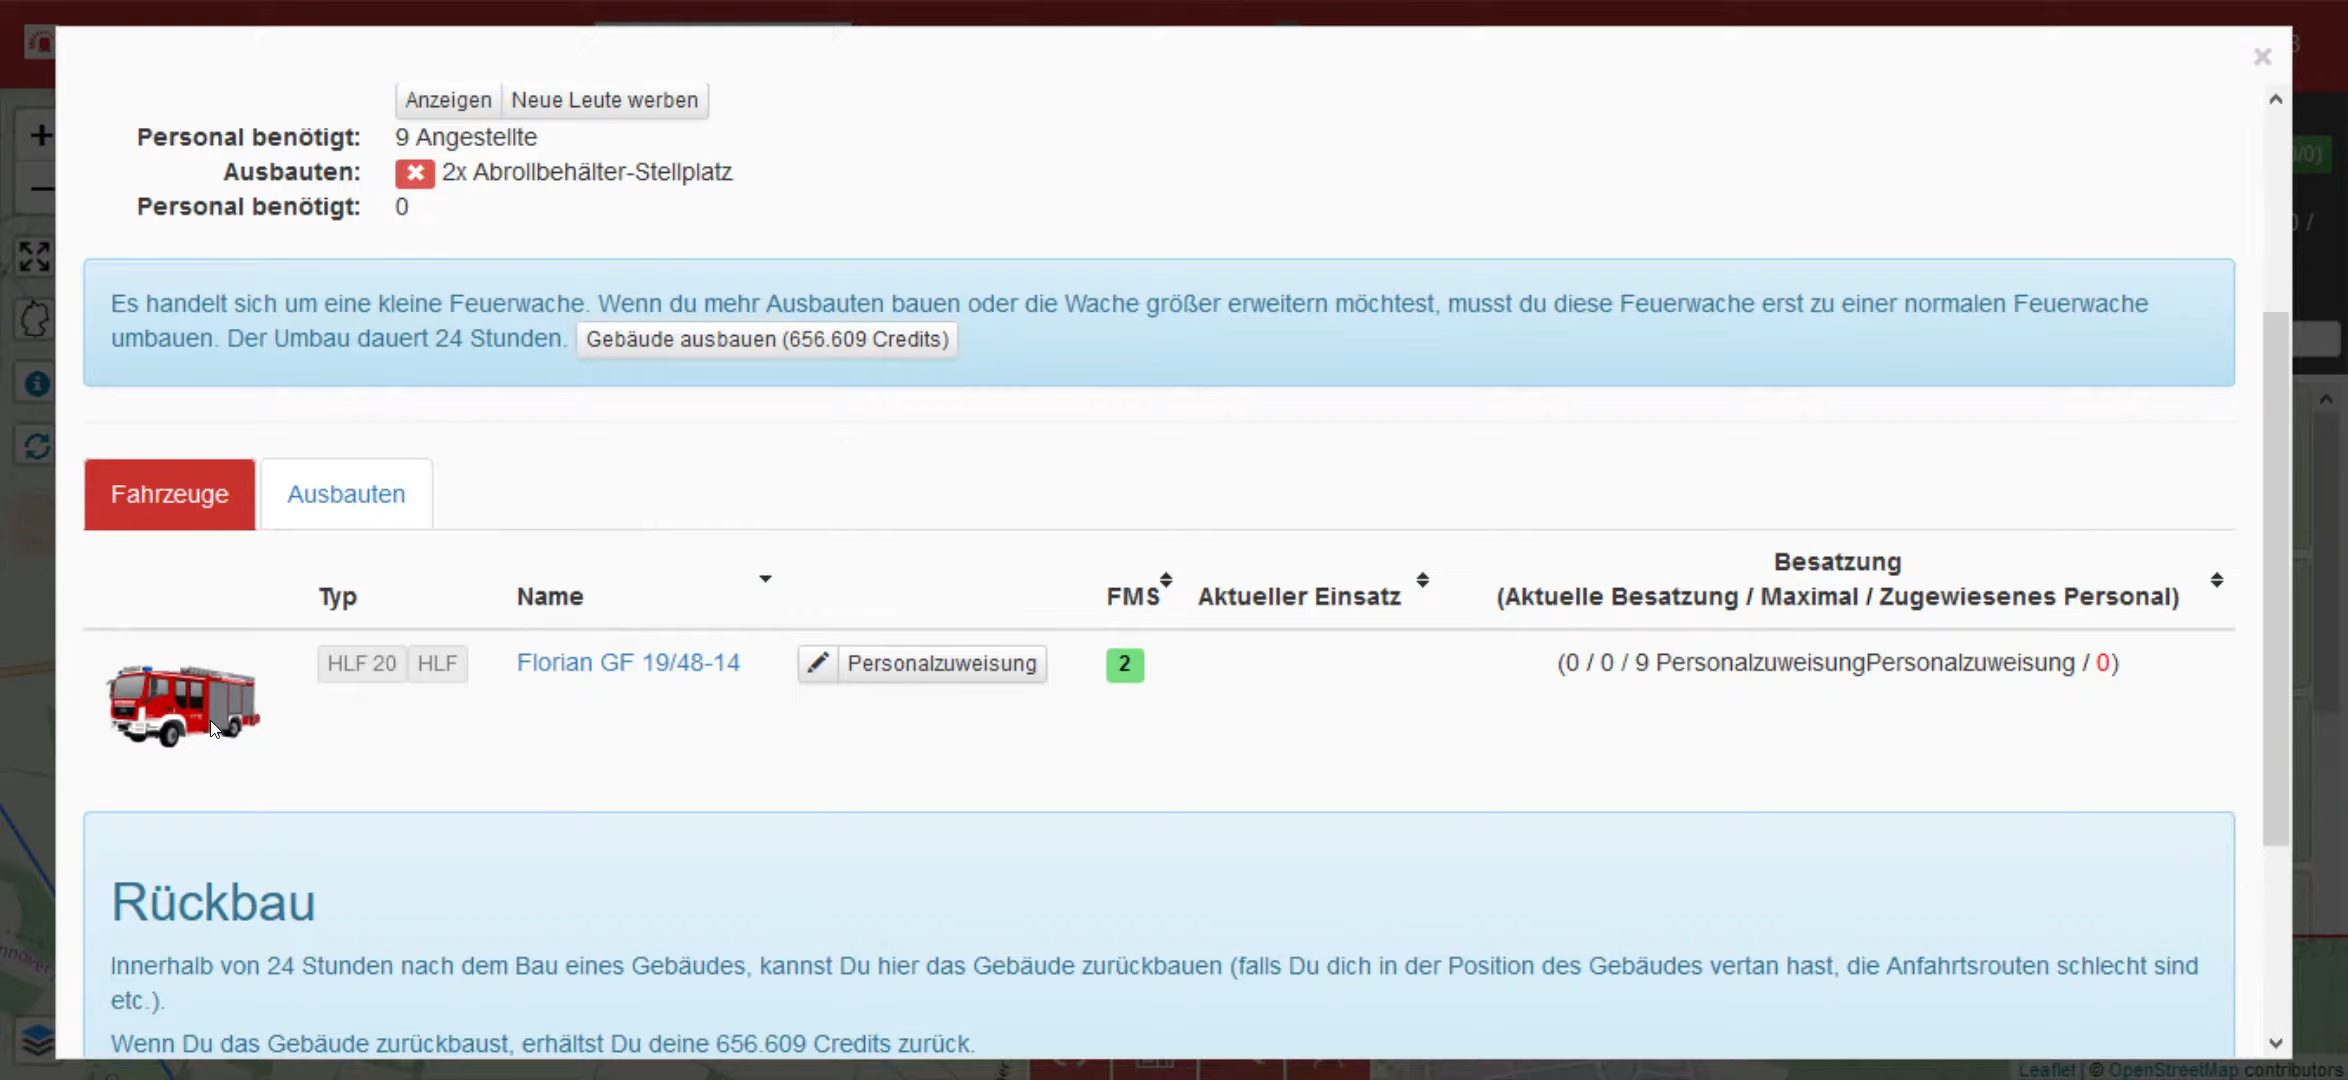 Anzeigen Neue Leute werben
Personal benötigt: 9 Angestellte
Ausbauten: 2x Abrollbehälter-Stellplatz
Personal benötigt: 0
Es handelt sich um eine kleine Feuerwache. Wenn du mehr Ausbauten bauen oder die Wache größer erweitern möchtest, musst du diese Feuerwache erst zu einer normalen Feuerwache
umbauen. Der Umbau dauert 24 Stunden. Gebäude ausbauen (656.609 Credits)
Fahrzeuge Ausbauten
Besatzung
Typ Name FMS Aktueller Einsatz (Aktuelle Besatzung / Maximal / Zugewiesenes Personal)
HLF 20 HLF Florian GF 19/48-14 Personalzuweisung 2 (0 / 0 / 9 PersonalzuweisungPersonalzuweisung / 0)
Rückbau
Innerhalb von 24 Stunden nach dem Bau eines Gebäudes, kannst Du hier das Gebäude zurückbauen (falls Du dich in der Position des Gebäudes vertan hast, die Anfahrtsrouten schlecht sind
etc.).
Wenn Du das Gebäude zurückbaust, erhältst Du deine 656.609 Credits zurück.
Leaflet | © OpenStreetMap contributors